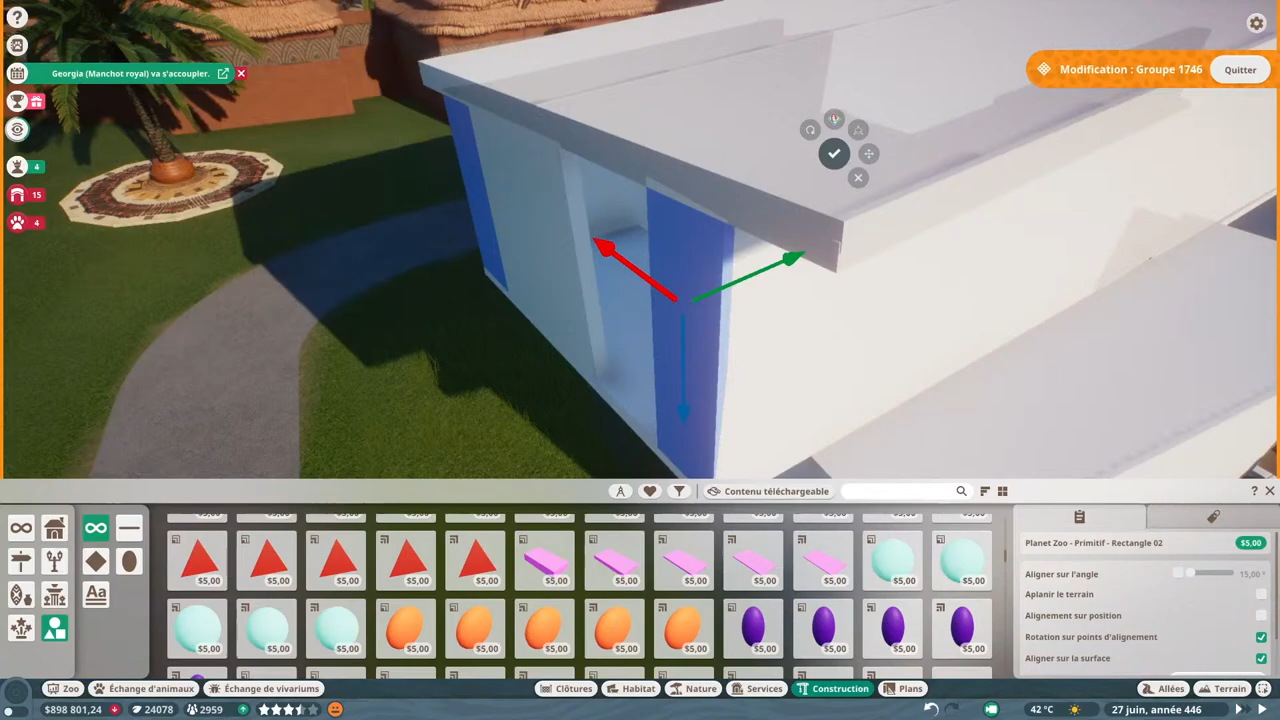 ?
Georgia (Manchot royal) va s'accoupler.
Modification : Groupe 1746
Quitter
4
15
4
Contenu téléchargeable
?
$5,00 $5,00 $5,00 $5,00 $5,00 $5,00 $5,00 $5,00 $5,00 $5,00 $5,00 $5,00
$5,00 $5,00 $5,00 $5,00 $5,00 $5,00 $5,00 $5,00 $5,00 $5,00 $5,00 $5,00
Aa
Planet Zoo - Primitif - Rectangle 02
$5,00
Aligner sur l'angle
15,00 °
Aplanir le terrain
Alignement sur position
Rotation sur points d'alignement
Aligner sur la surface
Zoo
Échange d'animaux
Échange de vivariums
Clôtures
Habitat
Nature
Services
Construction
Plans
Allées
Terrain
$898 801,24
24078
2959
42 °C
27 juin, année 446